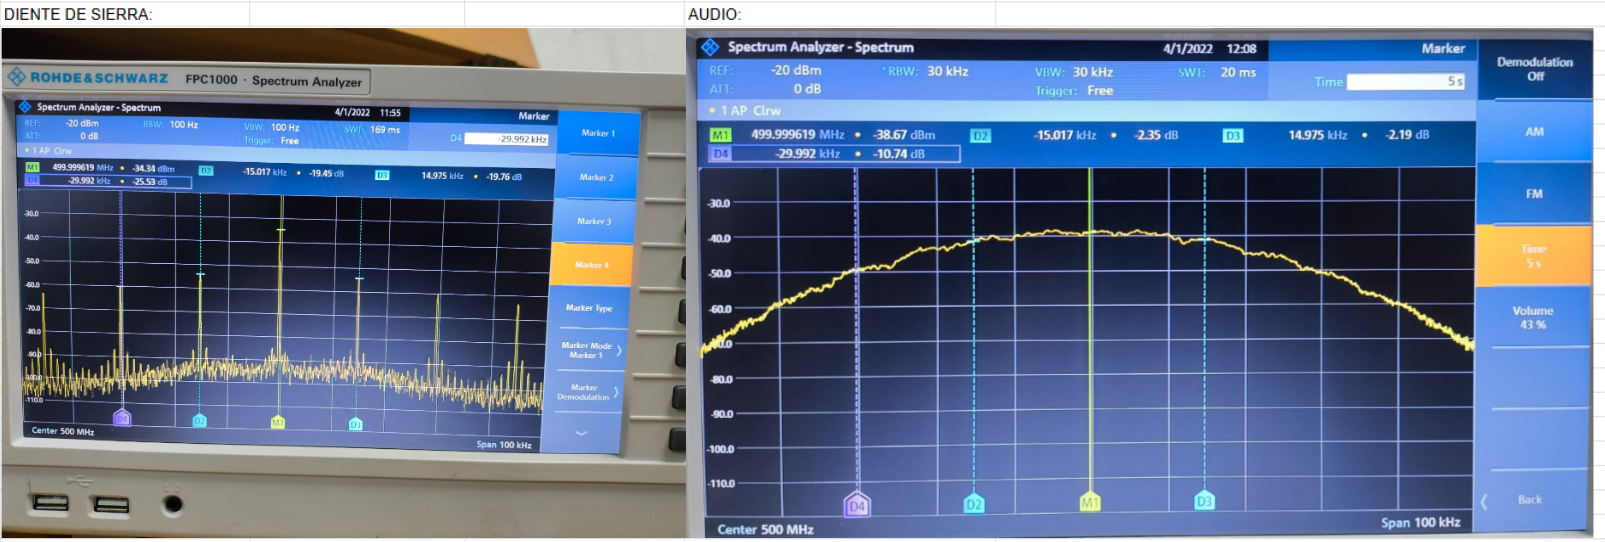 DIENTE DE SIERRA:
AUDIO:
ROHDE&SCHWARZ FPC1000 · Spectrum Analyzer
Spectrum Analyzer - Spectrum
4/1/2022 11:55
Marker
REF: -20 dBm RBW: 100 Hz VBW: 100 Hz SWT: 169 ms
ATT: 0 dB Trigger: Free
D4 -29.992 kHz
1 AP Clrw
M1 499.999619 MHz • -34.34 dBm D2 -15.017 kHz • -19.45 dB D3 14.975 kHz • -19.76 dB
D4 -29.992 kHz • -25.53 dB
-30.0
-40.0
-50.0
-60.0
-70.0
-80.0
-90.0
-100.0
-110.0
D4 D2 M1 D3
Center 500 MHz
Span 100 kHz
Marker 1
Marker 2
Marker 3
Marker 4
Marker Type
Marker Mode
Marker 1
Marker
Demodulation
Spectrum Analyzer - Spectrum
4/1/2022 12:08
Marker
REF: -20 dBm *RBW: 30 kHz VBW: 30 kHz SWT: 20 ms
ATT: 0 dB Trigger: Free
Time 5 s
1 AP Clrw
M1 499.999619 MHz • -38.67 dBm D2 -15.017 kHz • -2.35 dB D3 14.975 kHz • -2.19 dB
D4 -29.992 kHz • -10.74 dB
-30.0
-40.0
-50.0
-60.0
-70.0
-80.0
-90.0
-100.0
-110.0
D4 D2 M1 D3
Center 500 MHz
Span 100 kHz
Demodulation
Off
AM
FM
Time
5 s
Volume
43 %
Back